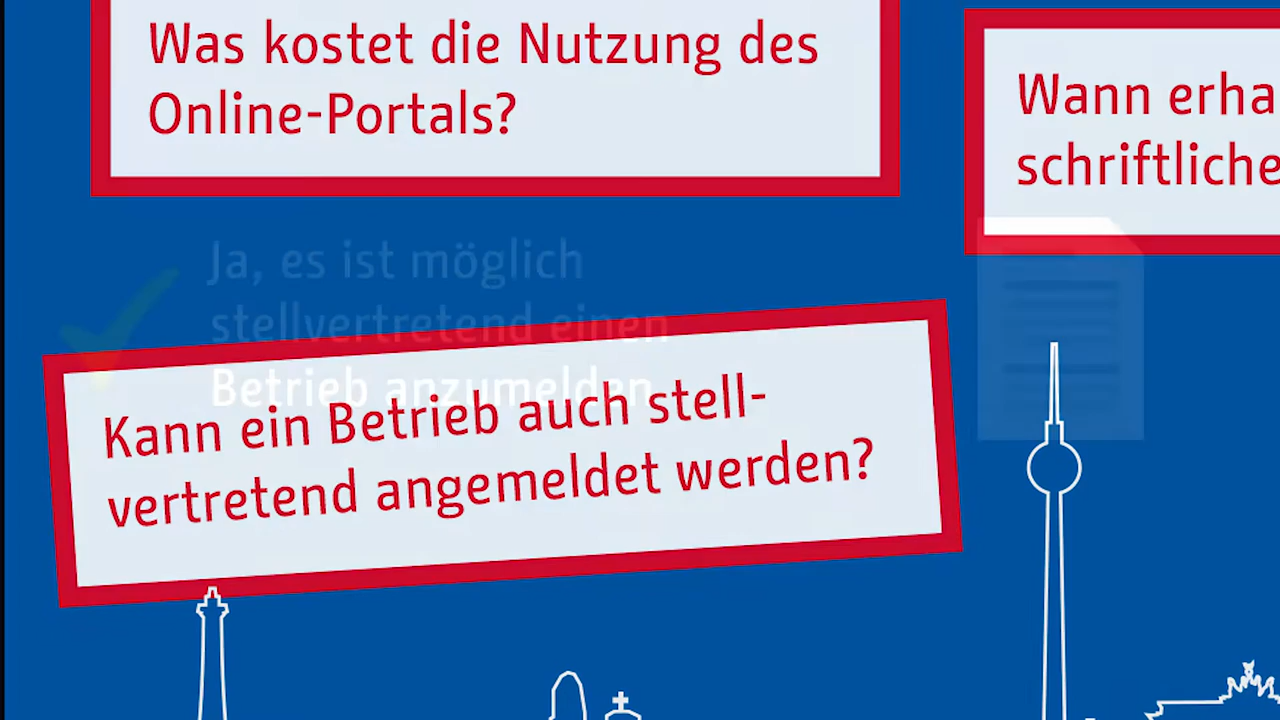 Was kostet die Nutzung des
Online-Portals?
Wann erha
schriftliche
Ja, es ist möglich
stellvertretend einen
Betrieb anzumelden
Kann ein Betrieb auch stell-
vertretend angemeldet werden?